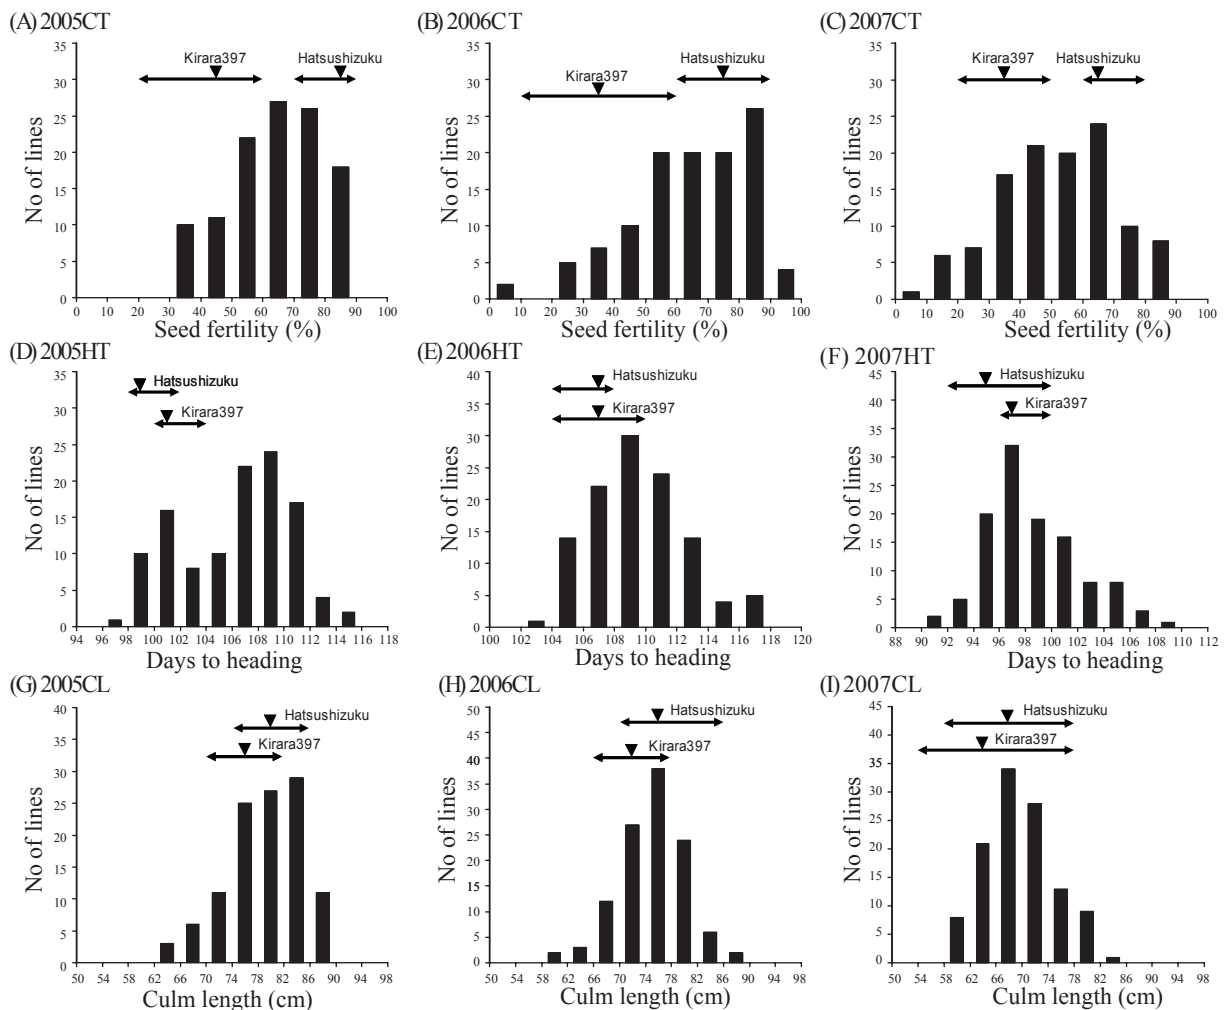 (A) 2005CT
35
30
25
20
15
10
5
0
No of lines
Kirara397
Hatsushizuku
0 10 20 30 40 50 60 70 80 90 100
Seed fertility (%)
(B) 2006CT
35
30
25
20
15
10
5
0
No of lines
Kirara397
Hatsushizuku
0 10 20 30 40 50 60 70 80 90 100
Seed fertility (%)
(C) 2007CT
35
30
25
20
15
10
5
0
No of lines
Kirara397
Hatsushizuku
0 10 20 30 40 50 60 70 80 90 100
Seed fertility (%)
(D) 2005HT
35
30
25
20
15
10
5
0
No of lines
Hatsushizuku
Kirara397
94 96 98 100 102 104 106 108 110 112 114 116 118
Days to heading
(E) 2006HT
40
35
30
25
20
15
10
5
0
No of lines
Hatsushizuku
Kirara397
100 102 104 106 108 110 112 114 116 117 120
Days to heading
(F) 2007HT
45
40
35
30
25
20
15
10
5
0
No of lines
Hatsushizuku
Kirara397
88 90 92 94 96 98 100 102 104 106 108 110 112
Days to heading
(G) 2005CL
40
35
30
25
20
15
10
5
0
No of lines
Hatsushizuku
Kirara397
50 54 58 62 66 70 74 76 82 86 90 94 98
Culm length (cm)
(H) 2006CL
50
45
40
35
30
25
20
15
10
5
0
No of lines
Hatsushizuku
Kirara397
50 54 58 62 66 70 74 76 82 86 90 94 98
Culm length (cm)
(I) 2007CL
45
40
35
30
25
20
15
10
5
0
No of lines
Hatsushizuku
Kirara397
50 54 58 62 66 70 74 78 82 86 90 94 98
Culm length (cm)